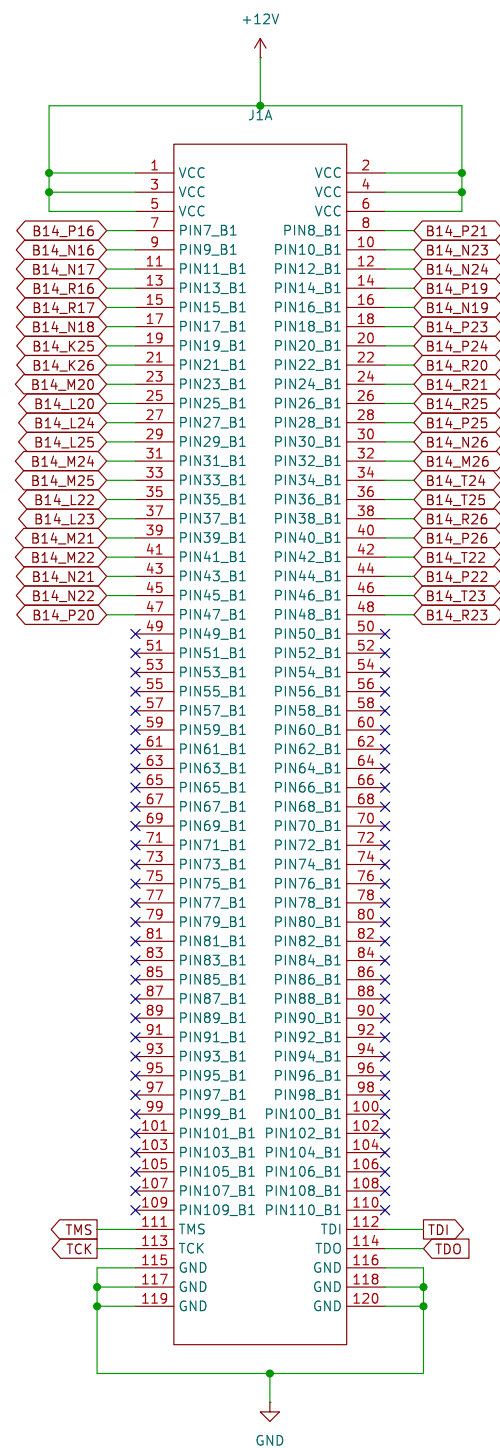 +12V
J1A
1 VCC VCC 2
3 VCC VCC 4
5 VCC VCC 6
B14_P16 7 PIN7_B1 PIN8_B1 8 B14_P21
B14_N16 9 PIN9_B1 PIN10_B1 10 B14_N23
B14_N17 11 PIN11_B1 PIN12_B1 12 B14_N24
B14_R16 13 PIN13_B1 PIN14_B1 14 B14_P19
B14_R17 15 PIN15_B1 PIN16_B1 16 B14_N19
B14_N18 17 PIN17_B1 PIN18_B1 18 B14_P23
B14_K25 19 PIN19_B1 PIN20_B1 20 B14_P24
B14_K26 21 PIN21_B1 PIN22_B1 22 B14_R20
B14_M20 23 PIN23_B1 PIN24_B1 24 B14_R21
B14_L20 25 PIN25_B1 PIN26_B1 26 B14_R25
B14_L24 27 PIN27_B1 PIN28_B1 28 B14_P25
B14_L25 29 PIN29_B1 PIN30_B1 30 B14_N26
B14_M24 31 PIN31_B1 PIN32_B1 32 B14_M26
B14_M25 33 PIN33_B1 PIN34_B1 34 B14_T24
B14_L22 35 PIN35_B1 PIN36_B1 36 B14_T25
B14_L23 37 PIN37_B1 PIN38_B1 38 B14_R26
B14_M21 39 PIN39_B1 PIN40_B1 40 B14_P26
B14_M22 41 PIN41_B1 PIN42_B1 42 B14_T22
B14_N21 43 PIN43_B1 PIN44_B1 44 B14_P22
B14_N22 45 PIN45_B1 PIN46_B1 46 B14_T23
B14_P20 47 PIN47_B1 PIN48_B1 48 B14_R23
49 PIN49_B1 PIN50_B1 50
51 PIN51_B1 PIN52_B1 52
53 PIN53_B1 PIN54_B1 54
55 PIN55_B1 PIN56_B1 56
57 PIN57_B1 PIN58_B1 58
59 PIN59_B1 PIN60_B1 60
61 PIN61_B1 PIN62_B1 62
63 PIN63_B1 PIN64_B1 64
65 PIN65_B1 PIN66_B1 66
67 PIN67_B1 PIN68_B1 68
69 PIN69_B1 PIN70_B1 70
71 PIN71_B1 PIN72_B1 72
73 PIN73_B1 PIN74_B1 74
75 PIN75_B1 PIN76_B1 76
77 PIN77_B1 PIN78_B1 78
79 PIN79_B1 PIN80_B1 80
81 PIN81_B1 PIN82_B1 82
83 PIN83_B1 PIN84_B1 84
85 PIN85_B1 PIN86_B1 86
87 PIN87_B1 PIN88_B1 88
89 PIN89_B1 PIN90_B1 90
91 PIN91_B1 PIN92_B1 92
93 PIN93_B1 PIN94_B1 94
95 PIN95_B1 PIN96_B1 96
97 PIN97_B1 PIN98_B1 98
99 PIN99_B1 PIN100_B1 100
101 PIN101_B1 PIN102_B1 102
103 PIN103_B1 PIN104_B1 104
105 PIN105_B1 PIN106_B1 106
107 PIN107_B1 PIN108_B1 108
109 PIN109_B1 PIN110_B1 110
TMS 111 TMS TDI 112 TDI
TCK 113 TCK TDO 114 TDO
115 GND GND 116
117 GND GND 118
119 GND GND 120
GND